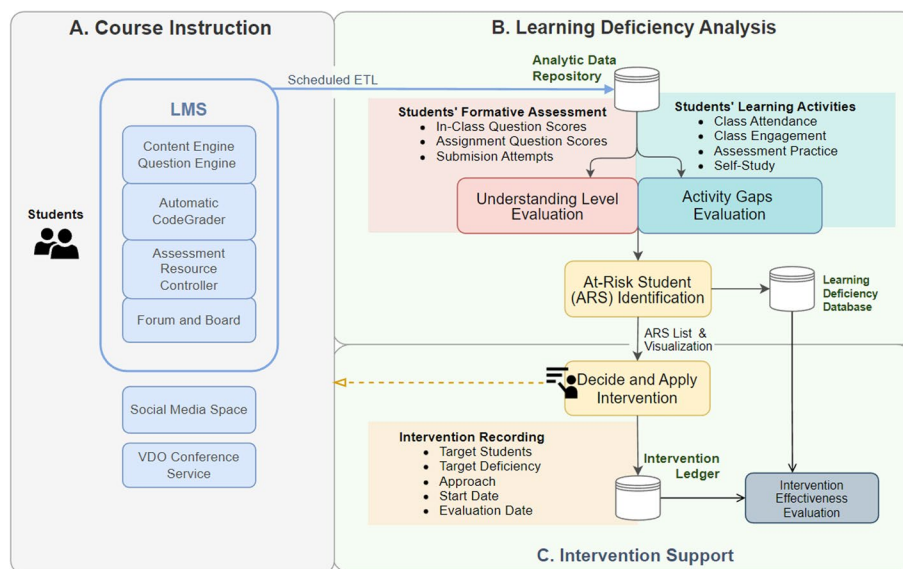 A. Course Instruction
LMS
Content Engine
Question Engine
Automatic
CodeGrader
Assessment
Resource
Controller
Forum and Board
Students
Social Media Space
VDO Conference
Service
B. Learning Deficiency Analysis
Scheduled ETL
Analytic Data
Repository
Students' Formative Assessment
• In-Class Question Scores
• Assignment Question Scores
• Submision Attempts
Students' Learning Activities
• Class Attendance
• Class Engagement
• Assessment Practice
• Self-Study
Understanding Level
Evaluation
Activity Gaps
Evaluation
At-Risk Student
(ARS) Identification
Learning
Deficiency
Database
ARS List &
Visualization
Decide and Apply
Intervention
Intervention Recording
• Target Students
• Target Deficiency
• Approach
• Start Date
• Evaluation Date
Intervention
Ledger
Intervention
Effectiveness
Evaluation
C. Intervention Support